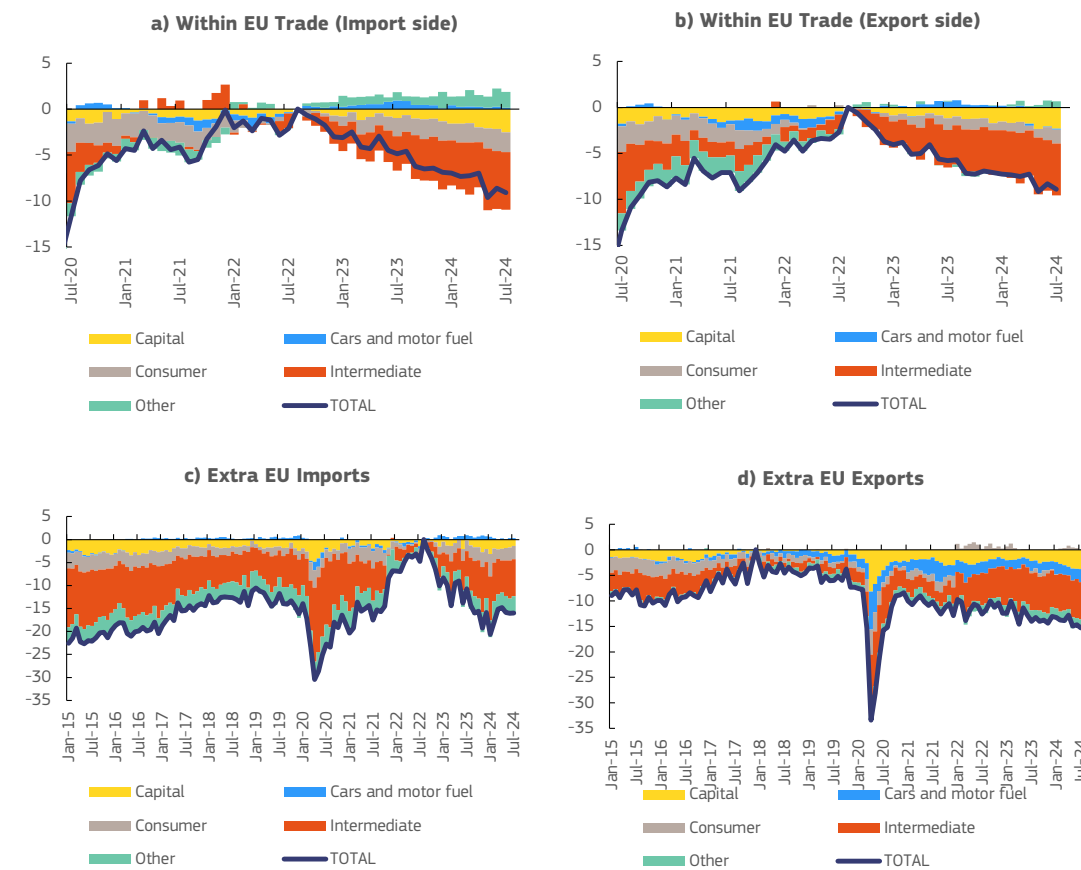 a) Within EU Trade (Import side)
5
0
-5
-10
-15
Jul-20
Jan-21
Jul-21
Jan-22
Jul-22
Jan-23
Jul-23
Jan-24
Jul-24
Capital
Cars and motor fuel
Consumer
Intermediate
Other
TOTAL
b) Within EU Trade (Export side)
5
0
-5
-10
-15
Jul-20
Jan-21
Jul-21
Jan-22
Jul-22
Jan-23
Jul-23
Jan-24
Jul-24
Capital
Cars and motor fuel
Consumer
Intermediate
Other
TOTAL
c) Extra EU Imports
5
0
-5
-10
-15
-20
-25
-30
-35
Jan-15
Jul-15
Jan-16
Jul-16
Jan-17
Jul-17
Jan-18
Jul-18
Jan-19
Jul-19
Jan-20
Jul-20
Jan-21
Jul-21
Jan-22
Jul-22
Jan-23
Jul-23
Jan-24
Jul-24
Capital
Cars and motor fuel
Consumer
Intermediate
Other
TOTAL
d) Extra EU Exports
5
0
-5
-10
-15
-20
-25
-30
-35
Jan-15
Jul-15
Jan-16
Jul-16
Jan-17
Jul-17
Jan-18
Jul-18
Jan-19
Jul-19
Jan-20
Jul-20
Jan-21
Jul-21
Jan-22
Jul-22
Jan-23
Jul-23
Jan-24
Jul-24
Capital
Cars and motor fuel
Consumer
Intermediate
Other
TOTAL